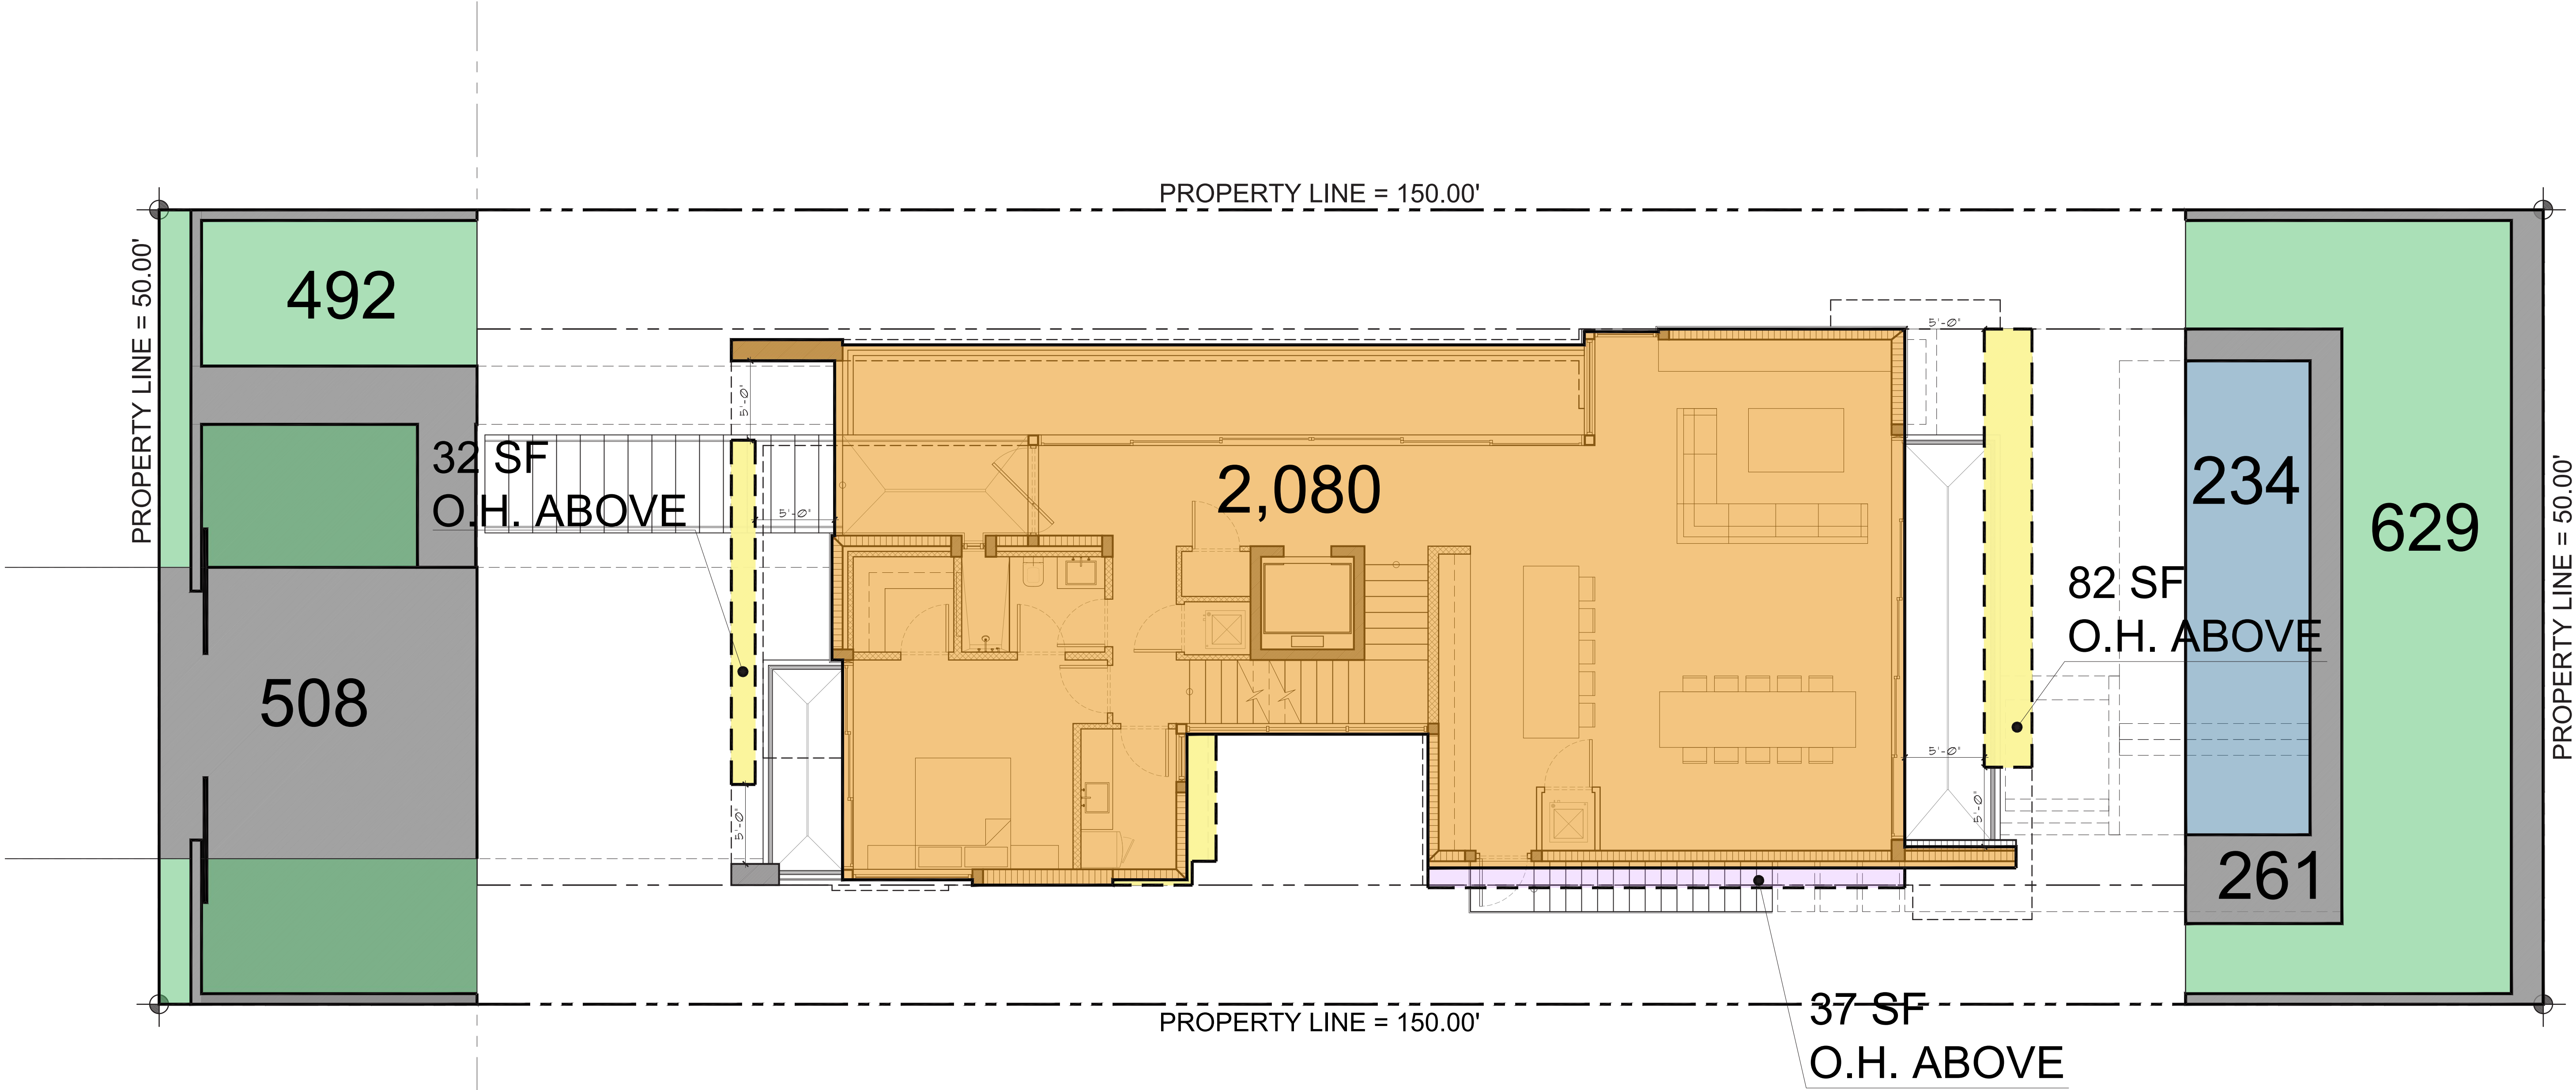 PROPERTY LINE = 150.00'
PROPERTY LINE = 50.00'
492
5'-0"
5'-0"
32 SF
O.H. ABOVE
5'-0"
2,080
234
629
PROPERTY LINE = 50.00'
82 SF
O.H. ABOVE
508
5'-0"
5'-0"
5'-0"
261
37 SF
O.H. ABOVE
PROPERTY LINE = 150.00'